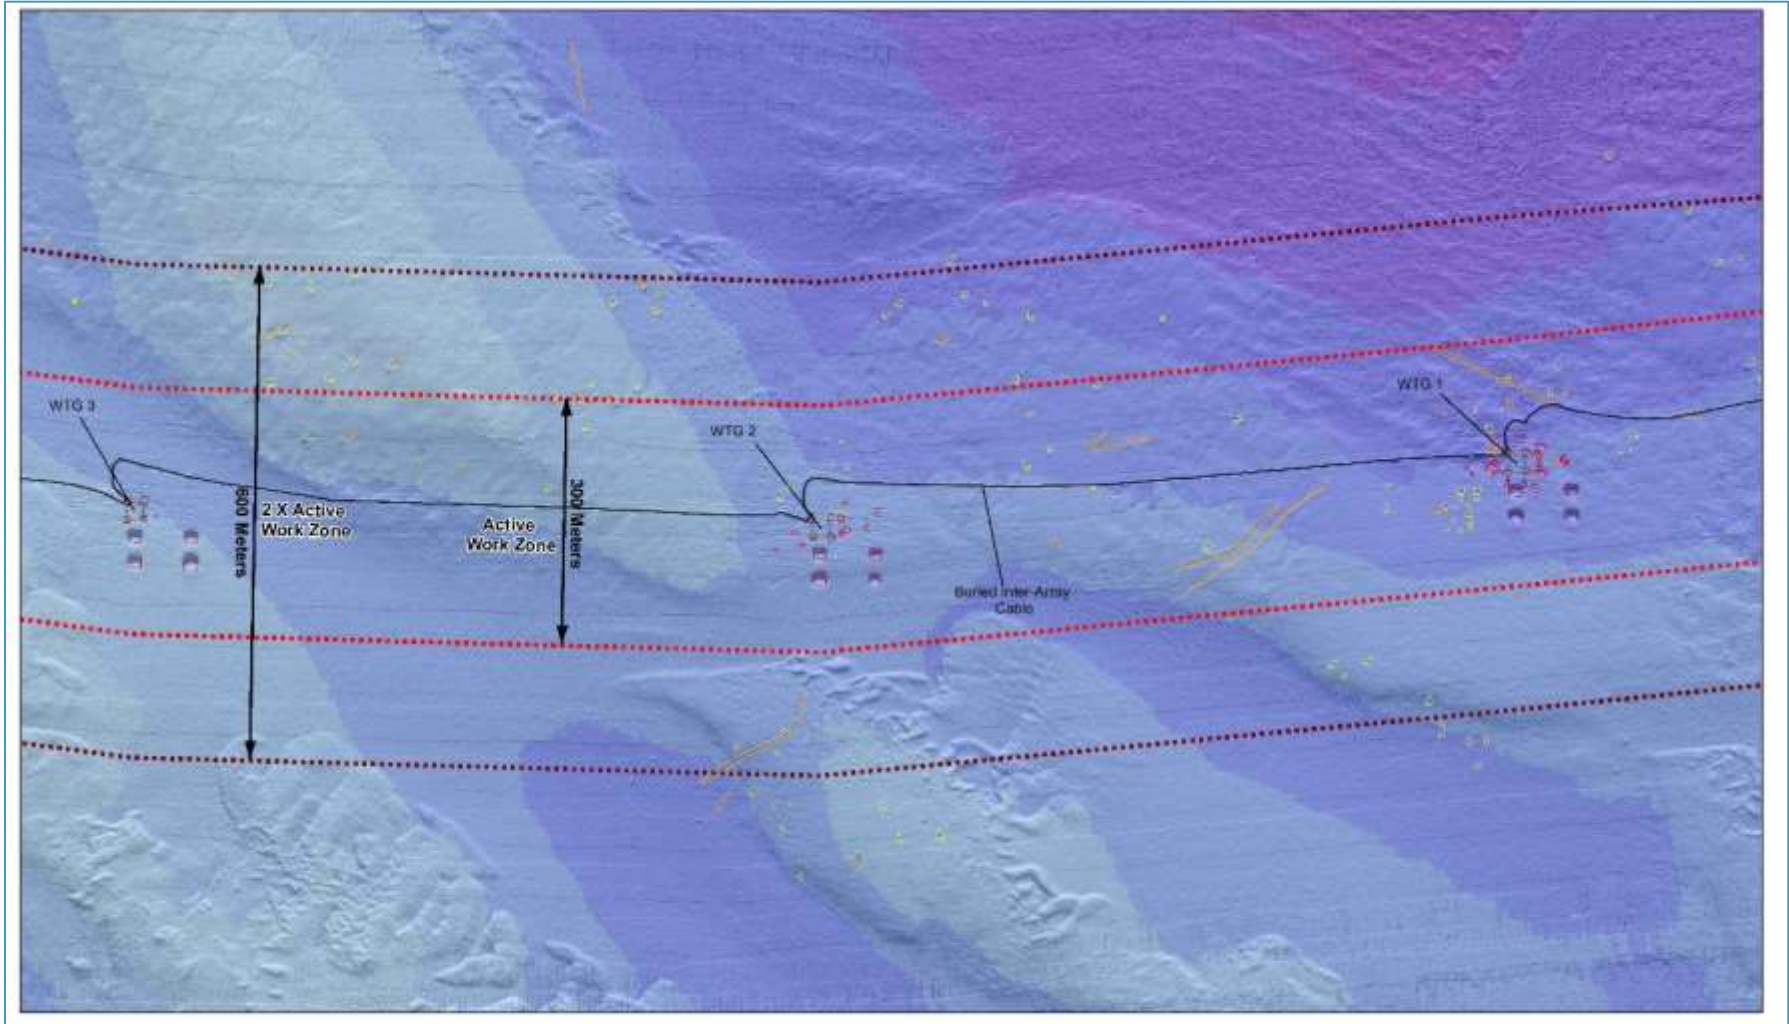 WTG 1
WTG 3
WTG 2
600 Meters
2 X Active
Work Zone
Active
Work Zone
300 Meters
Buried Inter-Array
Cable